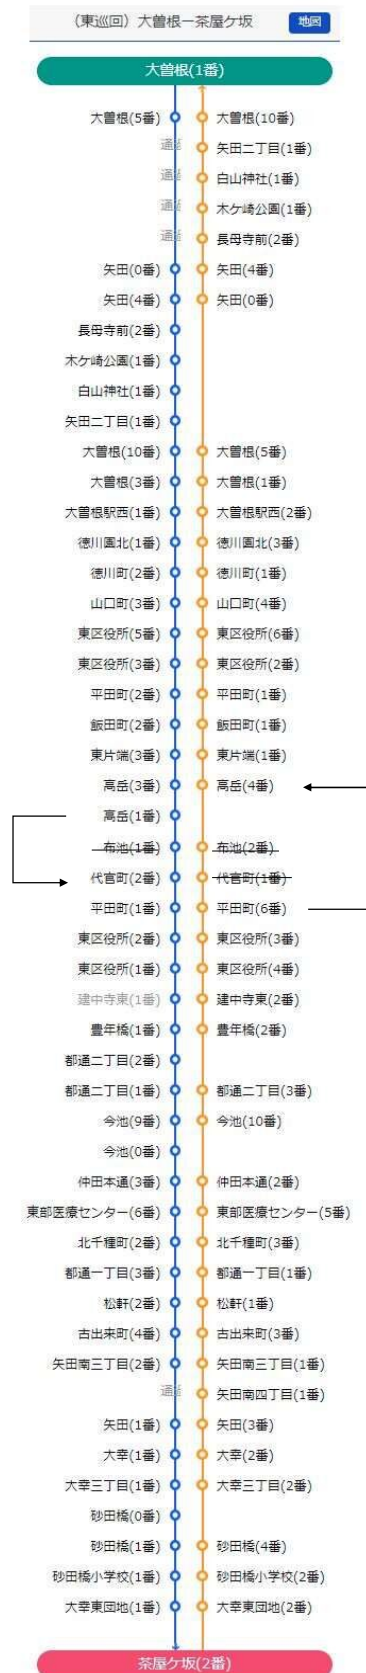 (東巡回) 大曽根ー茶屋ケ坂 地図
大曽根(1番)
大曽根(5番) 大曽根(10番)
通 矢田二丁目(1番)
通 白山神社(1番)
通 木ケ崎公園(1番)
通 長母寺前(2番)
矢田(0番) 矢田(4番)
矢田(4番) 矢田(0番)
長母寺前(2番)
木ケ崎公園(1番)
白山神社(1番)
矢田二丁目(1番)
大曽根(10番) 大曽根(5番)
大曽根(3番) 大曽根(1番)
大曽根駅西(1番) 大曽根駅西(2番)
徳川園北(1番) 徳川園北(3番)
徳川町(2番) 徳川町(1番)
山口町(3番) 山口町(4番)
東区役所(5番) 東区役所(6番)
東区役所(3番) 東区役所(2番)
平田町(2番) 平田町(1番)
飯田町(2番) 飯田町(1番)
東片端(3番) 東片端(1番)
高岳(3番) 高岳(4番)
高岳(1番)
布池(1番) 布池(2番)
代官町(2番) 代官町(1番)
平田町(1番) 平田町(6番)
東区役所(2番) 東区役所(3番)
東区役所(1番) 東区役所(4番)
建中寺東(1番) 建中寺東(2番)
豊年橋(1番) 豊年橋(2番)
都通二丁目(2番)
都通二丁目(1番) 都通二丁目(3番)
今池(9番) 今池(10番)
今池(0番)
仲田本通(3番) 仲田本通(2番)
東部医療センター(6番) 東部医療センター(5番)
北千種町(2番) 北千種町(3番)
都通一丁目(3番) 都通一丁目(1番)
松軒(2番) 松軒(1番)
古出来町(4番) 古出来町(3番)
矢田南三丁目(2番) 矢田南三丁目(1番)
通 矢田南四丁目(1番)
矢田(1番) 矢田(3番)
大幸(1番) 大幸(2番)
大幸三丁目(1番) 大幸三丁目(2番)
砂田橋(0番)
砂田橋(1番) 砂田橋(4番)
砂田橋小学校(1番) 砂田橋小学校(2番)
大幸東団地(1番) 大幸東団地(2番)
茶屋ケ坂(2番)